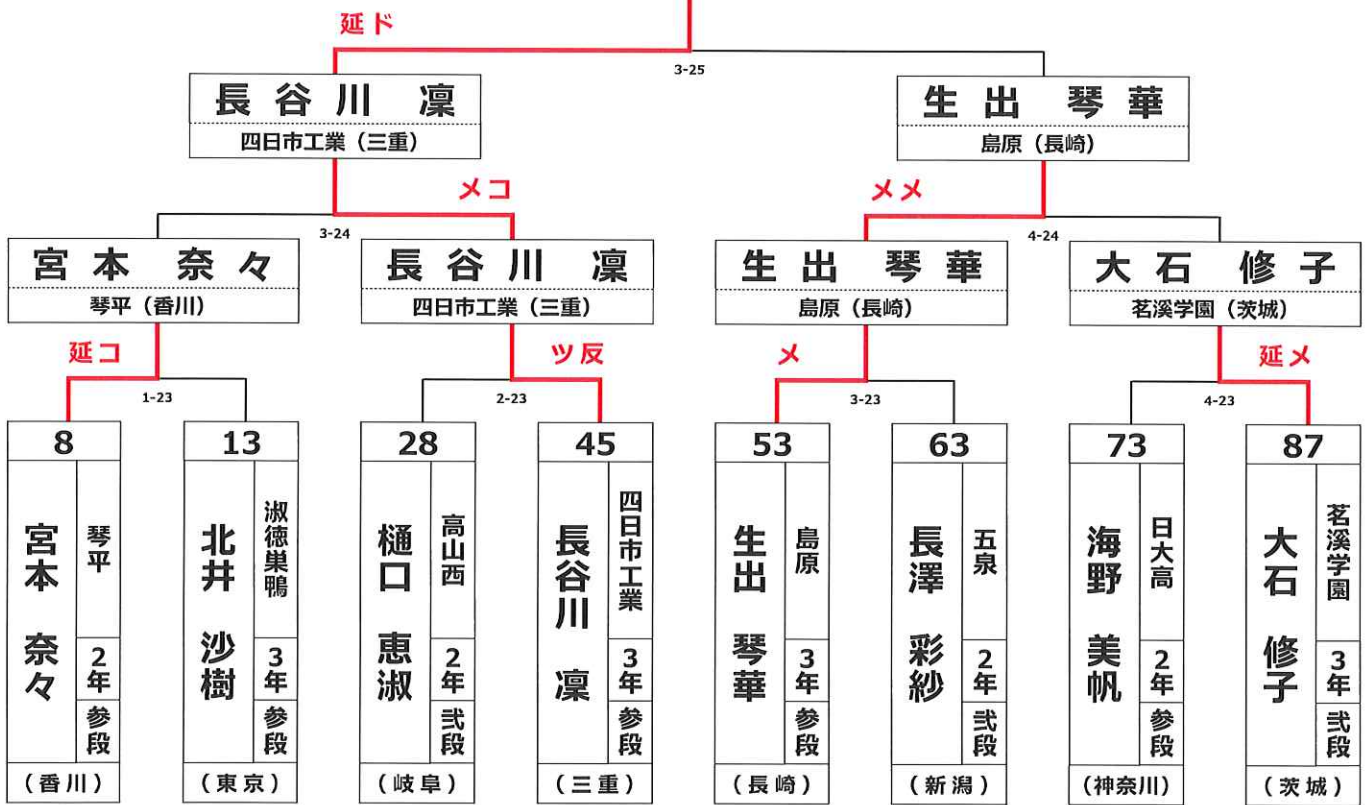 延ド
3-25
長谷川 凜
四日市工業（三重）
生出 琴華
島原（長崎）
メコ
メメ
3-24
4-24
宮本 奈々
琴平（香川）
長谷川 凜
四日市工業（三重）
生出 琴華
島原（長崎）
大石 修子
茗溪学園（茨城）
延コ
ツ反
メ
延メ
1-23
2-23
3-23
4-23
8
宮本 奈々
琴平
2年
参段
（香川）
13
北井 沙樹
淑徳巣鴨
3年
参段
（東京）
28
樋口 恵淑
高山西
2年
弐段
（岐阜）
45
長谷川 凜
四日市工業
3年
参段
（三重）
53
生出 琴華
島原
3年
参段
（長崎）
63
長澤 彩紗
五泉
2年
弐段
（新潟）
73
海野 美帆
日大高
2年
参段
（神奈川）
87
大石 修子
茗溪学園
3年
弐段
（茨城）